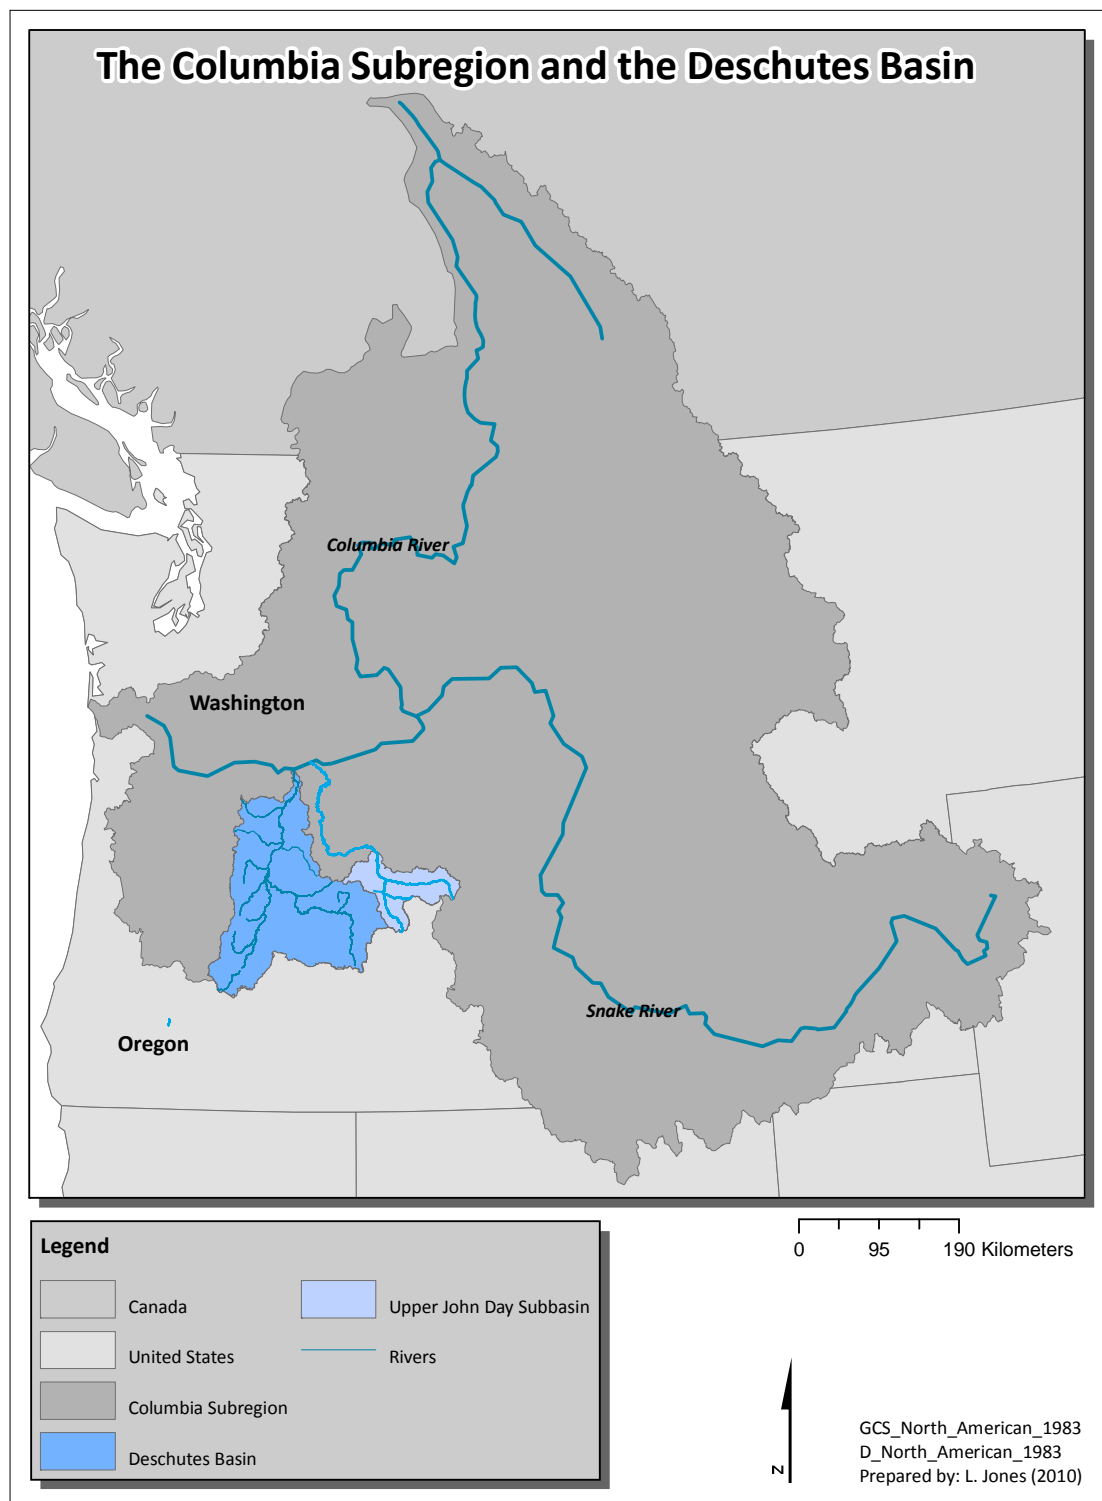 The Columbia Subregion and the Deschutes Basin
Columbia River
Washington
Snake River
Oregon
Legend
Canada
United States
Columbia Subregion
Deschutes Basin
Upper John Day Subbasin
Rivers
0 95 190 Kilometers
N
GCS_North_American_1983
D_North_American_1983
Prepared by: L. Jones (2010)